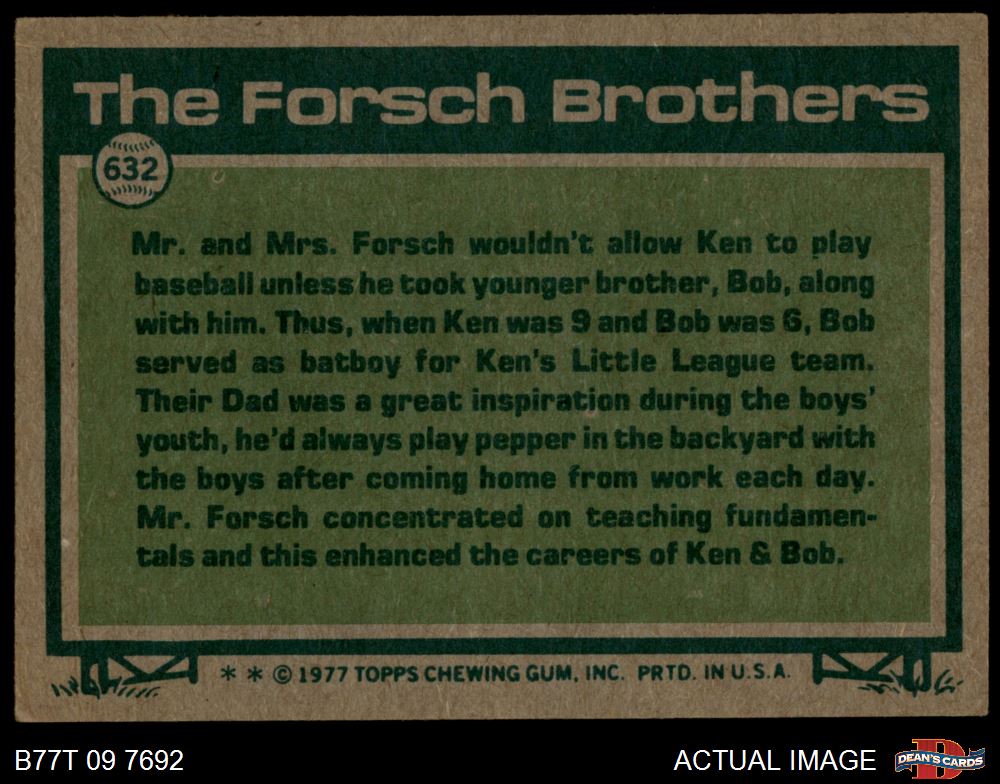 The Forsch Brothers
632
Mr. and Mrs. Forsch wouldn't allow Ken to play
baseball unless he took younger brother, Bob, along
with him. Thus, when Ken was 9 and Bob was 6, Bob
served as batboy for Ken's Little League team.
Their Dad was a great inspiration during the boys'
youth, he'd always play pepper in the backyard with
the boys after coming home from work each day.
Mr. Forsch concentrated on teaching fundamen-
tals and this enhanced the careers of Ken & Bob.
* * © 1977 TOPPS CHEWING GUM, INC. PRTD. IN U.S.A.
B77T 09 7692
ACTUAL IMAGE
D
DEAN'S CARDS